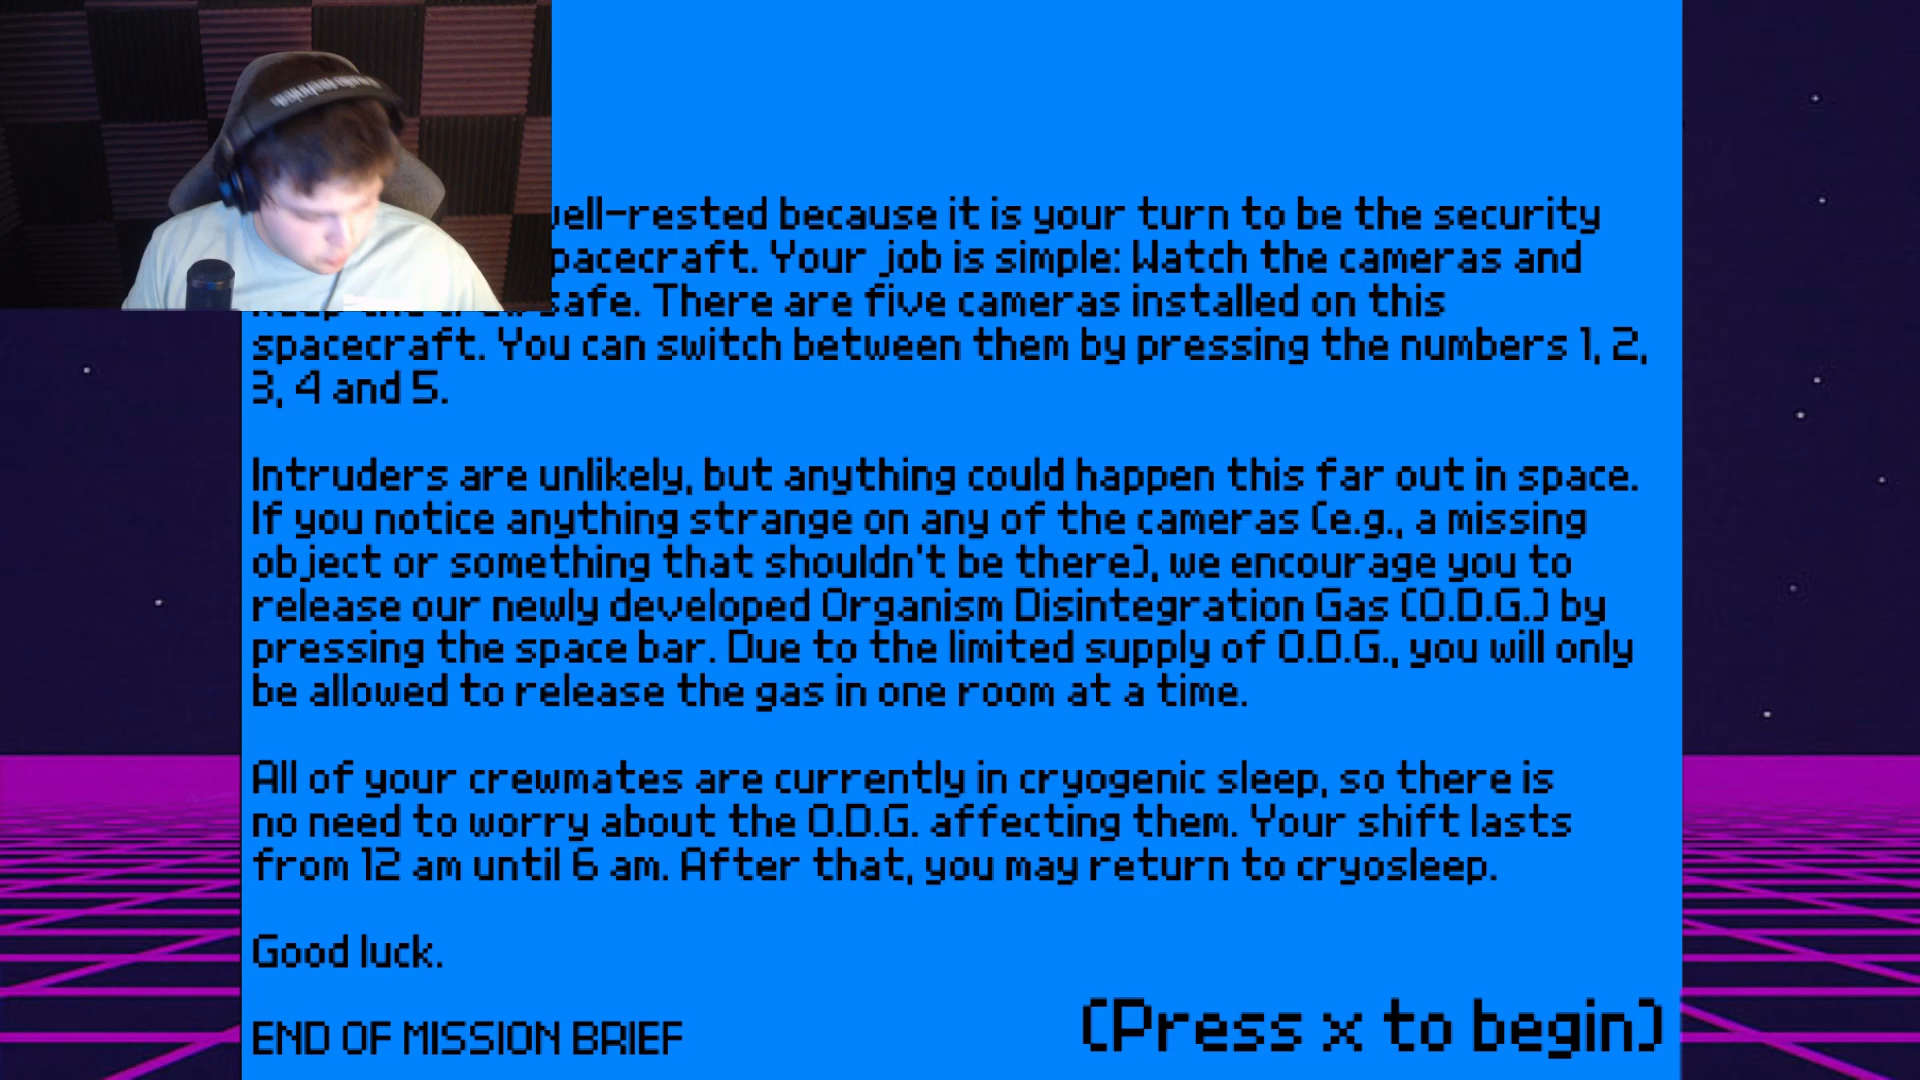 well-rested because it is your turn to be the security
spacecraft. Your job is simple: Watch the cameras and
safe. There are five cameras installed on this
spacecraft. You can switch between them by pressing the numbers 1, 2,
3, 4 and 5.
Intruders are unlikely, but anything could happen this far out in space.
If you notice anything strange on any of the cameras (e.g., a missing
object or something that shouldn't be there), we encourage you to
release our newly developed Organism Disintegration Gas (O.D.G.) by
pressing the space bar. Due to the limited supply of O.D.G., you will only
be allowed to release the gas in one room at a time.
All of your crewmates are currently in cryogenic sleep, so there is
no need to worry about the O.D.G. affecting them. Your shift lasts
from 12 am until 6 am. After that, you may return to cryosleep.
Good luck.
END OF MISSION BRIEF
(Press x to begin)